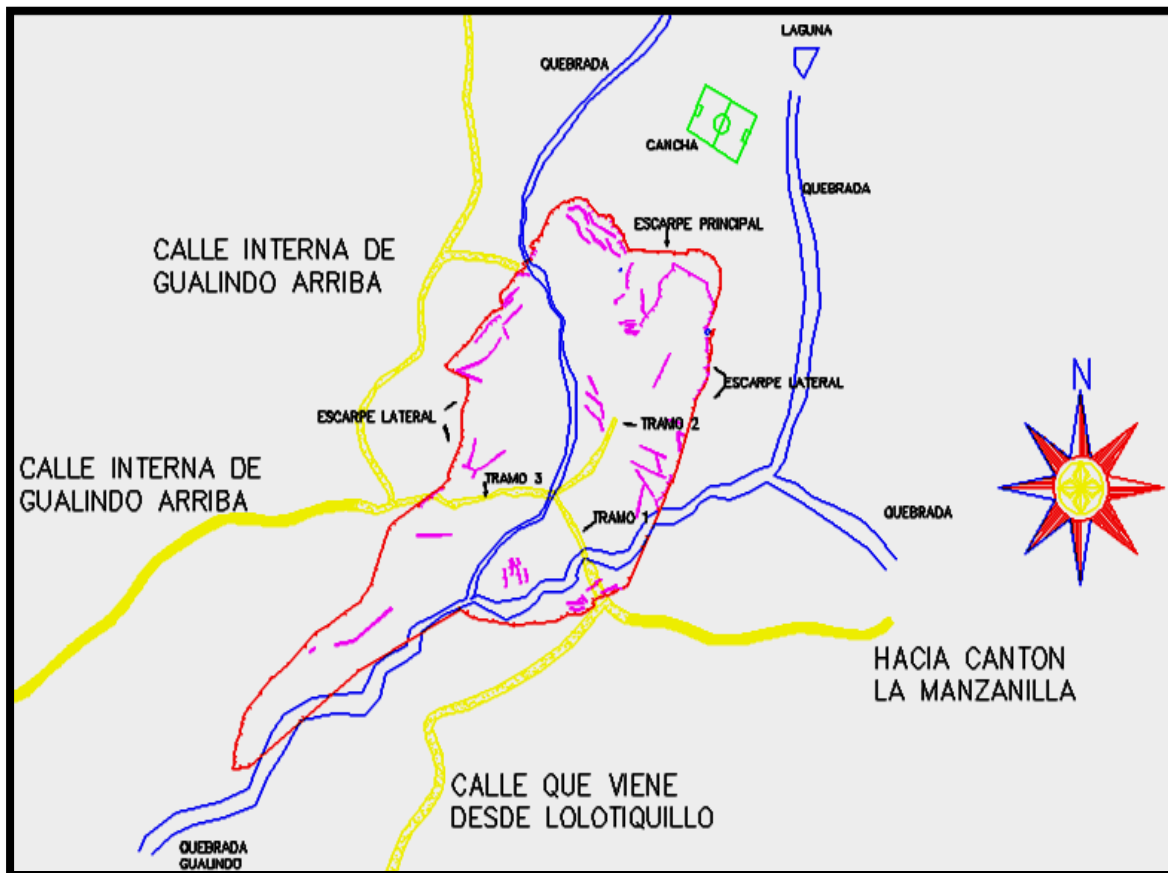 LAGUNA
QUEBRADA
CANCHA
QUEBRADA
ESCARPE PRINCIPAL
CALLE INTERNA DE
GUALINDO ARRIBA
N
ESCARPE LATERAL
ESCARPE LATERAL
TRAMO 2
CALLE INTERNA DE
GUALINDO ARRIBA
TRAMO 3
QUEBRADA
TRAMO 1
HACIA CANTON
LA MANZANILLA
CALLE QUE VIENE
DESDE LOLOTIQUILLO
QUEBRADA
GUALINDO